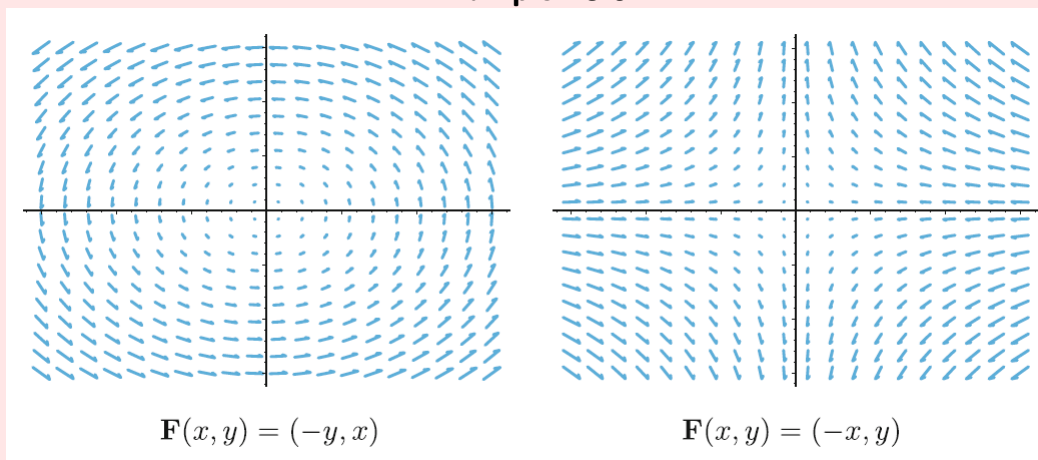 F(x, y) = (−y, x)
F(x, y) = (−x, y)